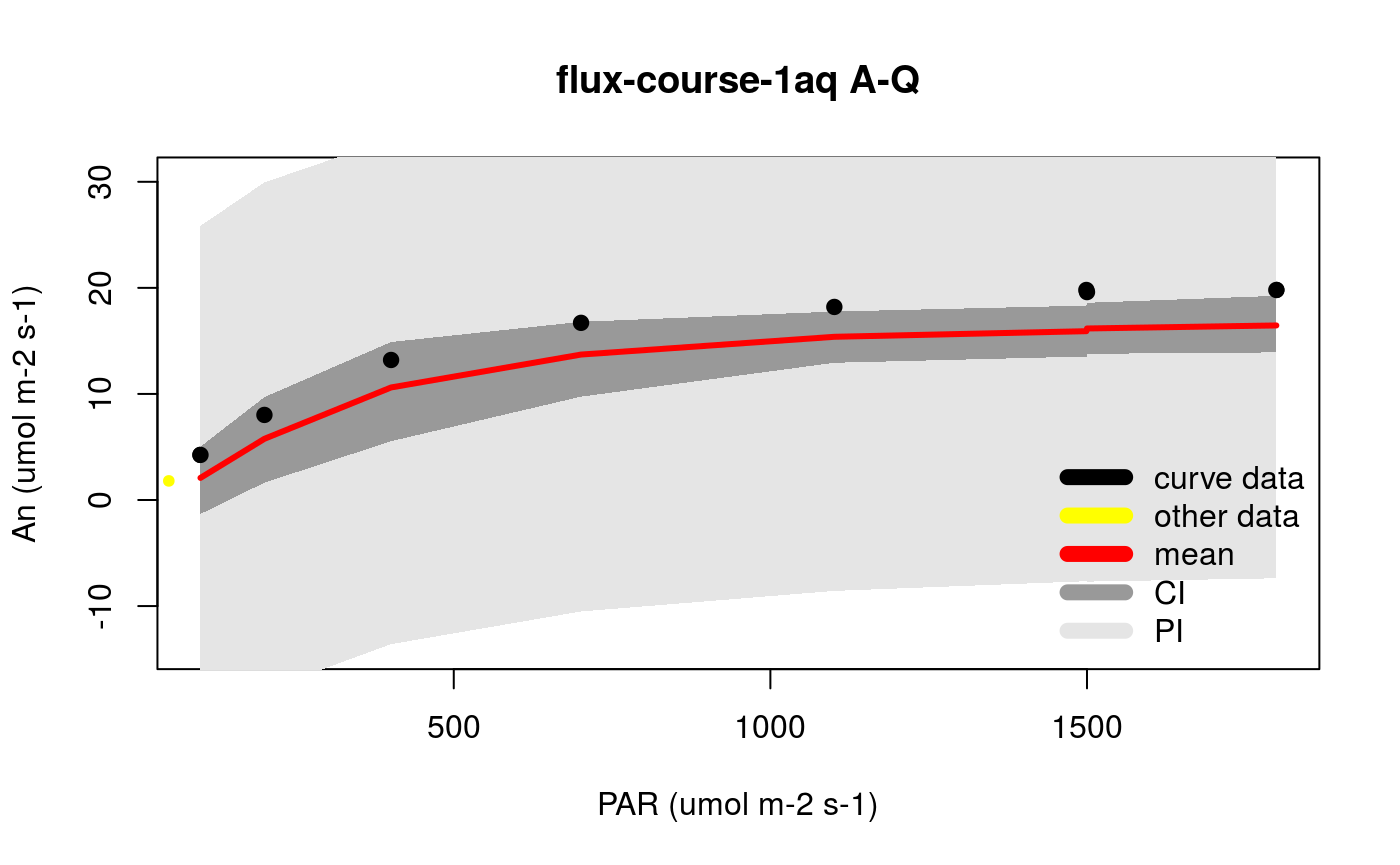 flux-course-1aq A-Q
An (umol m-2 s-1)
30
20
10
0
-10
curve data
other data
mean
CI
PI
500 1000 1500
PAR (umol m-2 s-1)